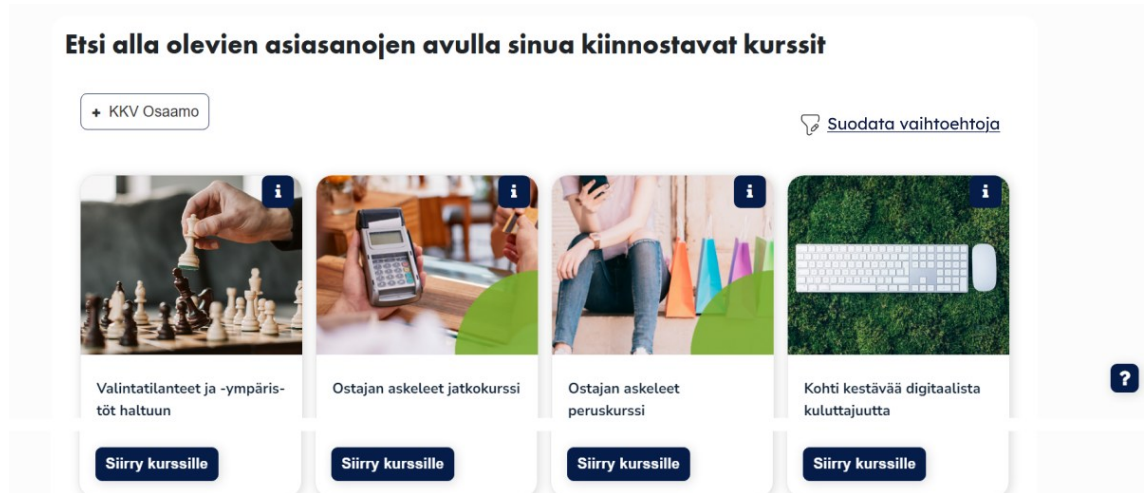 Etsi alla olevien asiasanojen avulla sinua kiinnostavat kurssit
+ KKV Osaamo
Suodata vaihtoehtoja
i
i
i
i
Valintatilanteet ja -ympäris-
töt haltuun
Ostajan askeleet jatkokurssi
Ostajan askeleet
peruskurssi
Kohti kestävää digitaalista
kuluttajuutta
?
Siirry kurssille
Siirry kurssille
Siirry kurssille
Siirry kurssille